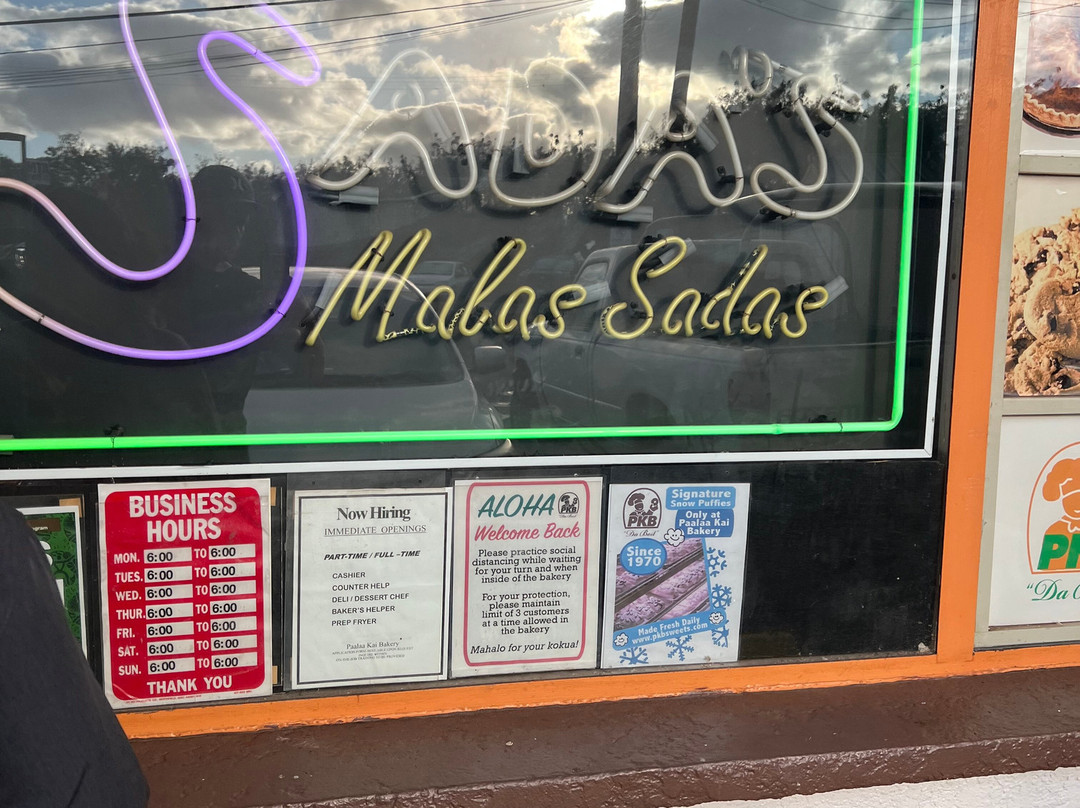 Malas Sadas
BUSINESS
HOURS
MON. 6:00 TO 6:00
TUES. 6:00 TO 6:00
WED. 6:00 TO 6:00
THUR. 6:00 TO 6:00
FRI. 6:00 TO 6:00
SAT. 6:00 TO 6:00
SUN. 6:00 TO 6:00
THANK YOU
Now Hiring
IMMEDIATE OPENINGS
PART-TIME / FULL -TIME
CASHIER
COUNTER HELP
DELI / DESSERT CHEF
BAKER'S HELPER
PREP FRYER
Paalaa Kai Bakery
ALOHA
PKB
Welcome Back
Please practice social
distancing while waiting
for your turn and when
inside of the bakery
For your protection,
please maintain
limit of 3 customers
at a time allowed in
the bakery
Mahalo for your kokua!
PKB
"Da Best"
Signature
Snow Puffies
Only at
Paalaa Kai
Bakery
Since
1970
Made Fresh Daily
www.pkbsweets.com
"Da